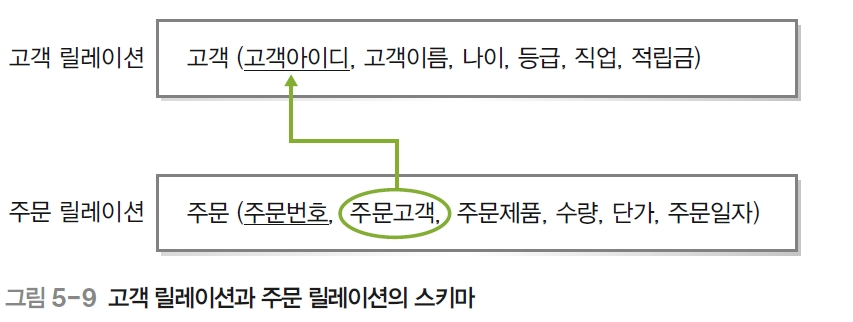 고객 릴레이션 고객 (고객아이디, 고객이름, 나이, 등급, 직업, 적립금)
주문 릴레이션 주문 (주문번호, 주문고객, 주문제품, 수량, 단가, 주문일자)
그림 5-9 고객 릴레이션과 주문 릴레이션의 스키마